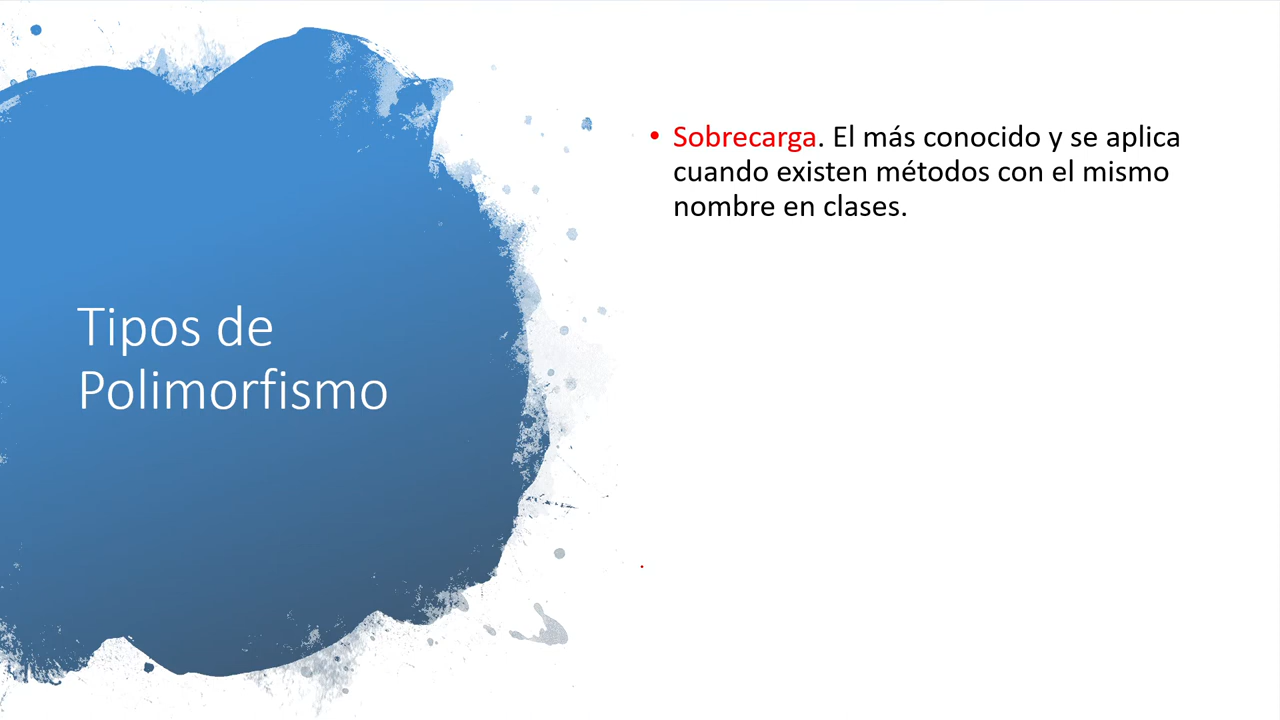 Tipos de
Polimorfismo
• Sobrecarga. El más conocido y se aplica
cuando existen métodos con el mismo
nombre en clases.